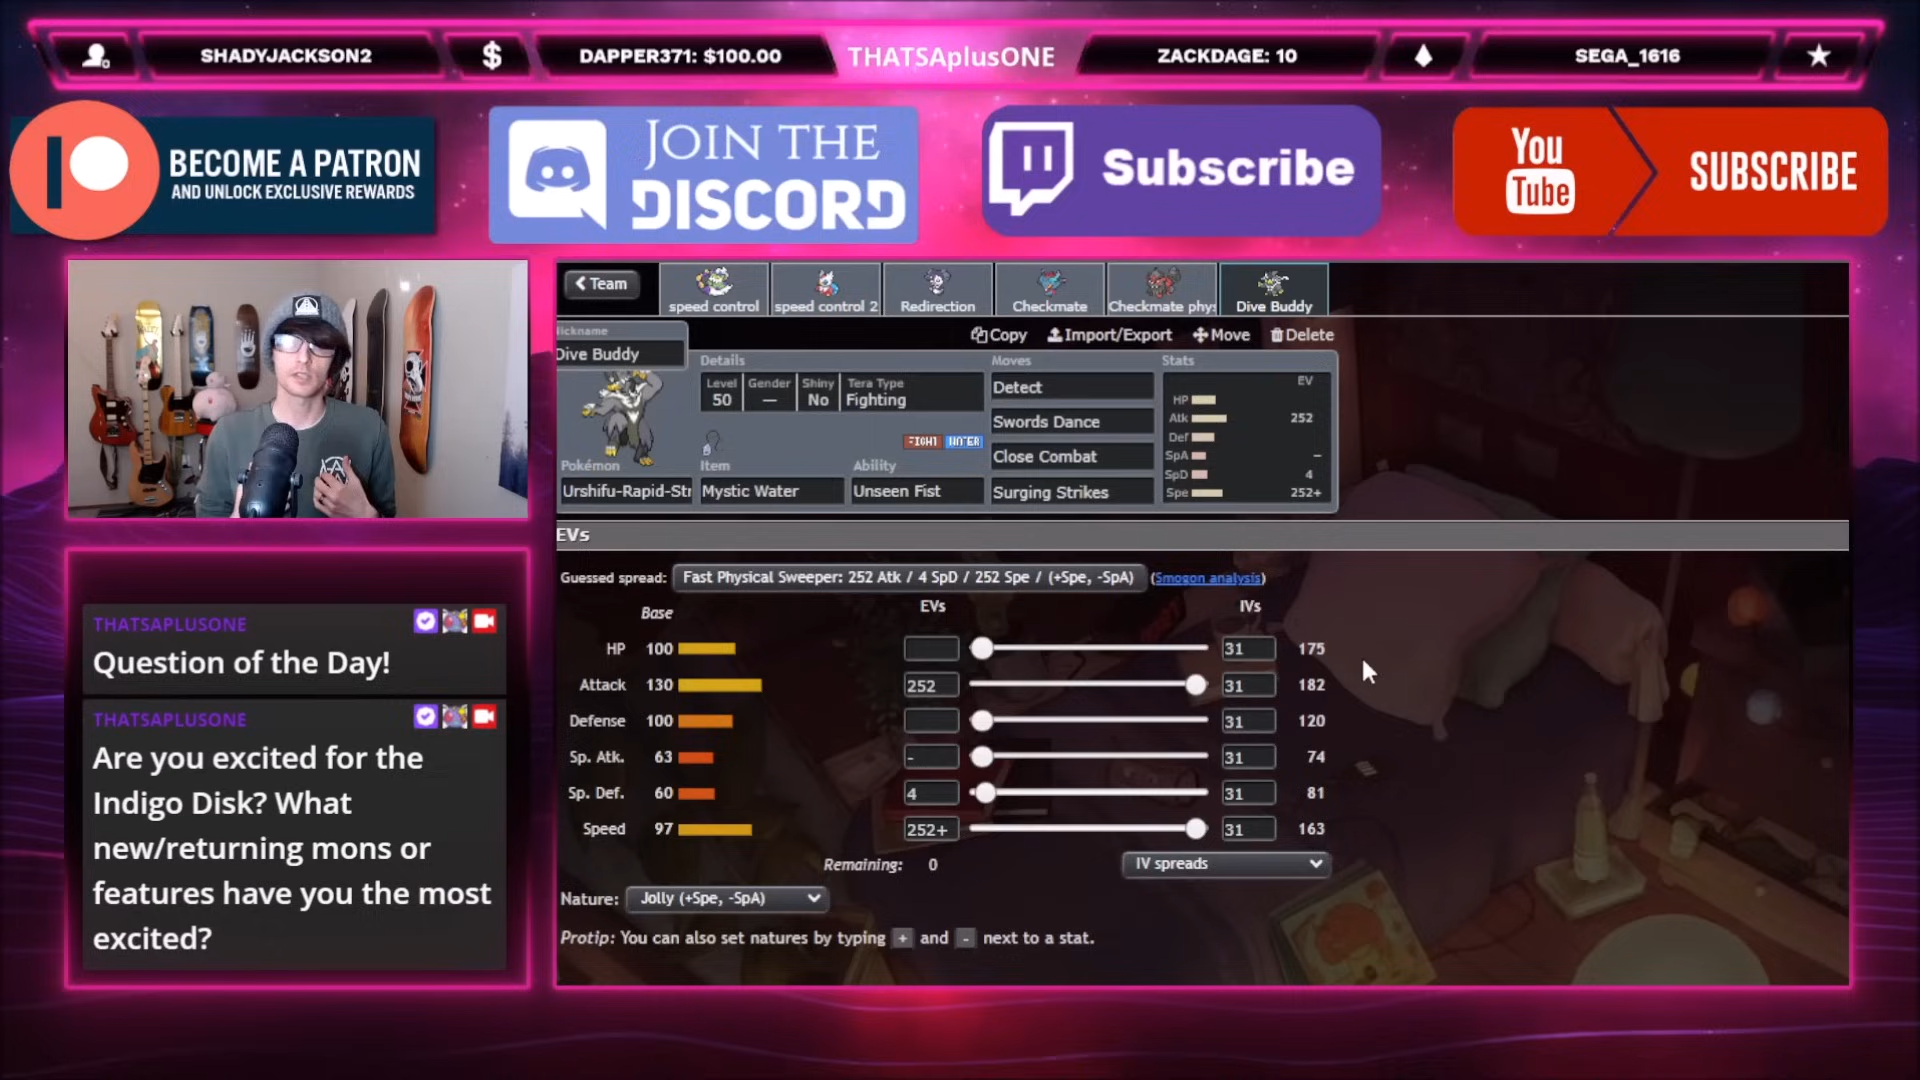 SHADYJACKSON2
$
DAPPER371: $100.00
THATSAplusONE
ZACKDAGE: 10
SEGA_1616
BECOME A PATRON
AND UNLOCK EXCLUSIVE REWARDS
JOIN THE
DISCORD
Subscribe
You
Tube
SUBSCRIBE
Team
speed control
speed control 2
Redirection
Checkmate
Checkmate phys
Dive Buddy
Nickname
Dive Buddy
Copy
Import/Export
Move
Delete
Details
Level
50
Gender
—
Shiny
No
Tera Type
Fighting
FIGHT
WATER
Pokémon
Urshifu-Rapid-Str
Item
Mystic Water
Ability
Unseen Fist
Moves
Detect
Swords Dance
Close Combat
Surging Strikes
Stats
EV
HP
Atk 252
Def
SpA –
SpD 4
Spe 252+
EVs
Guessed spread: Fast Physical Sweeper: 252 Atk / 4 SpD / 252 Spe / (+Spe, -SpA) (Smogon analysis)
Base EVs IVs
HP 100 31 175
Attack 130 252 31 182
Defense 100 31 120
Sp. Atk. 63 - 31 74
Sp. Def. 60 4 31 81
Speed 97 252+ 31 163
Remaining: 0
IV spreads
Nature: Jolly (+Spe, -SpA)
Protip: You can also set natures by typing + and - next to a stat.
THATSAPLUSONE
Question of the Day!
THATSAPLUSONE
Are you excited for the
Indigo Disk? What
new/returning mons or
features have you the most
excited?